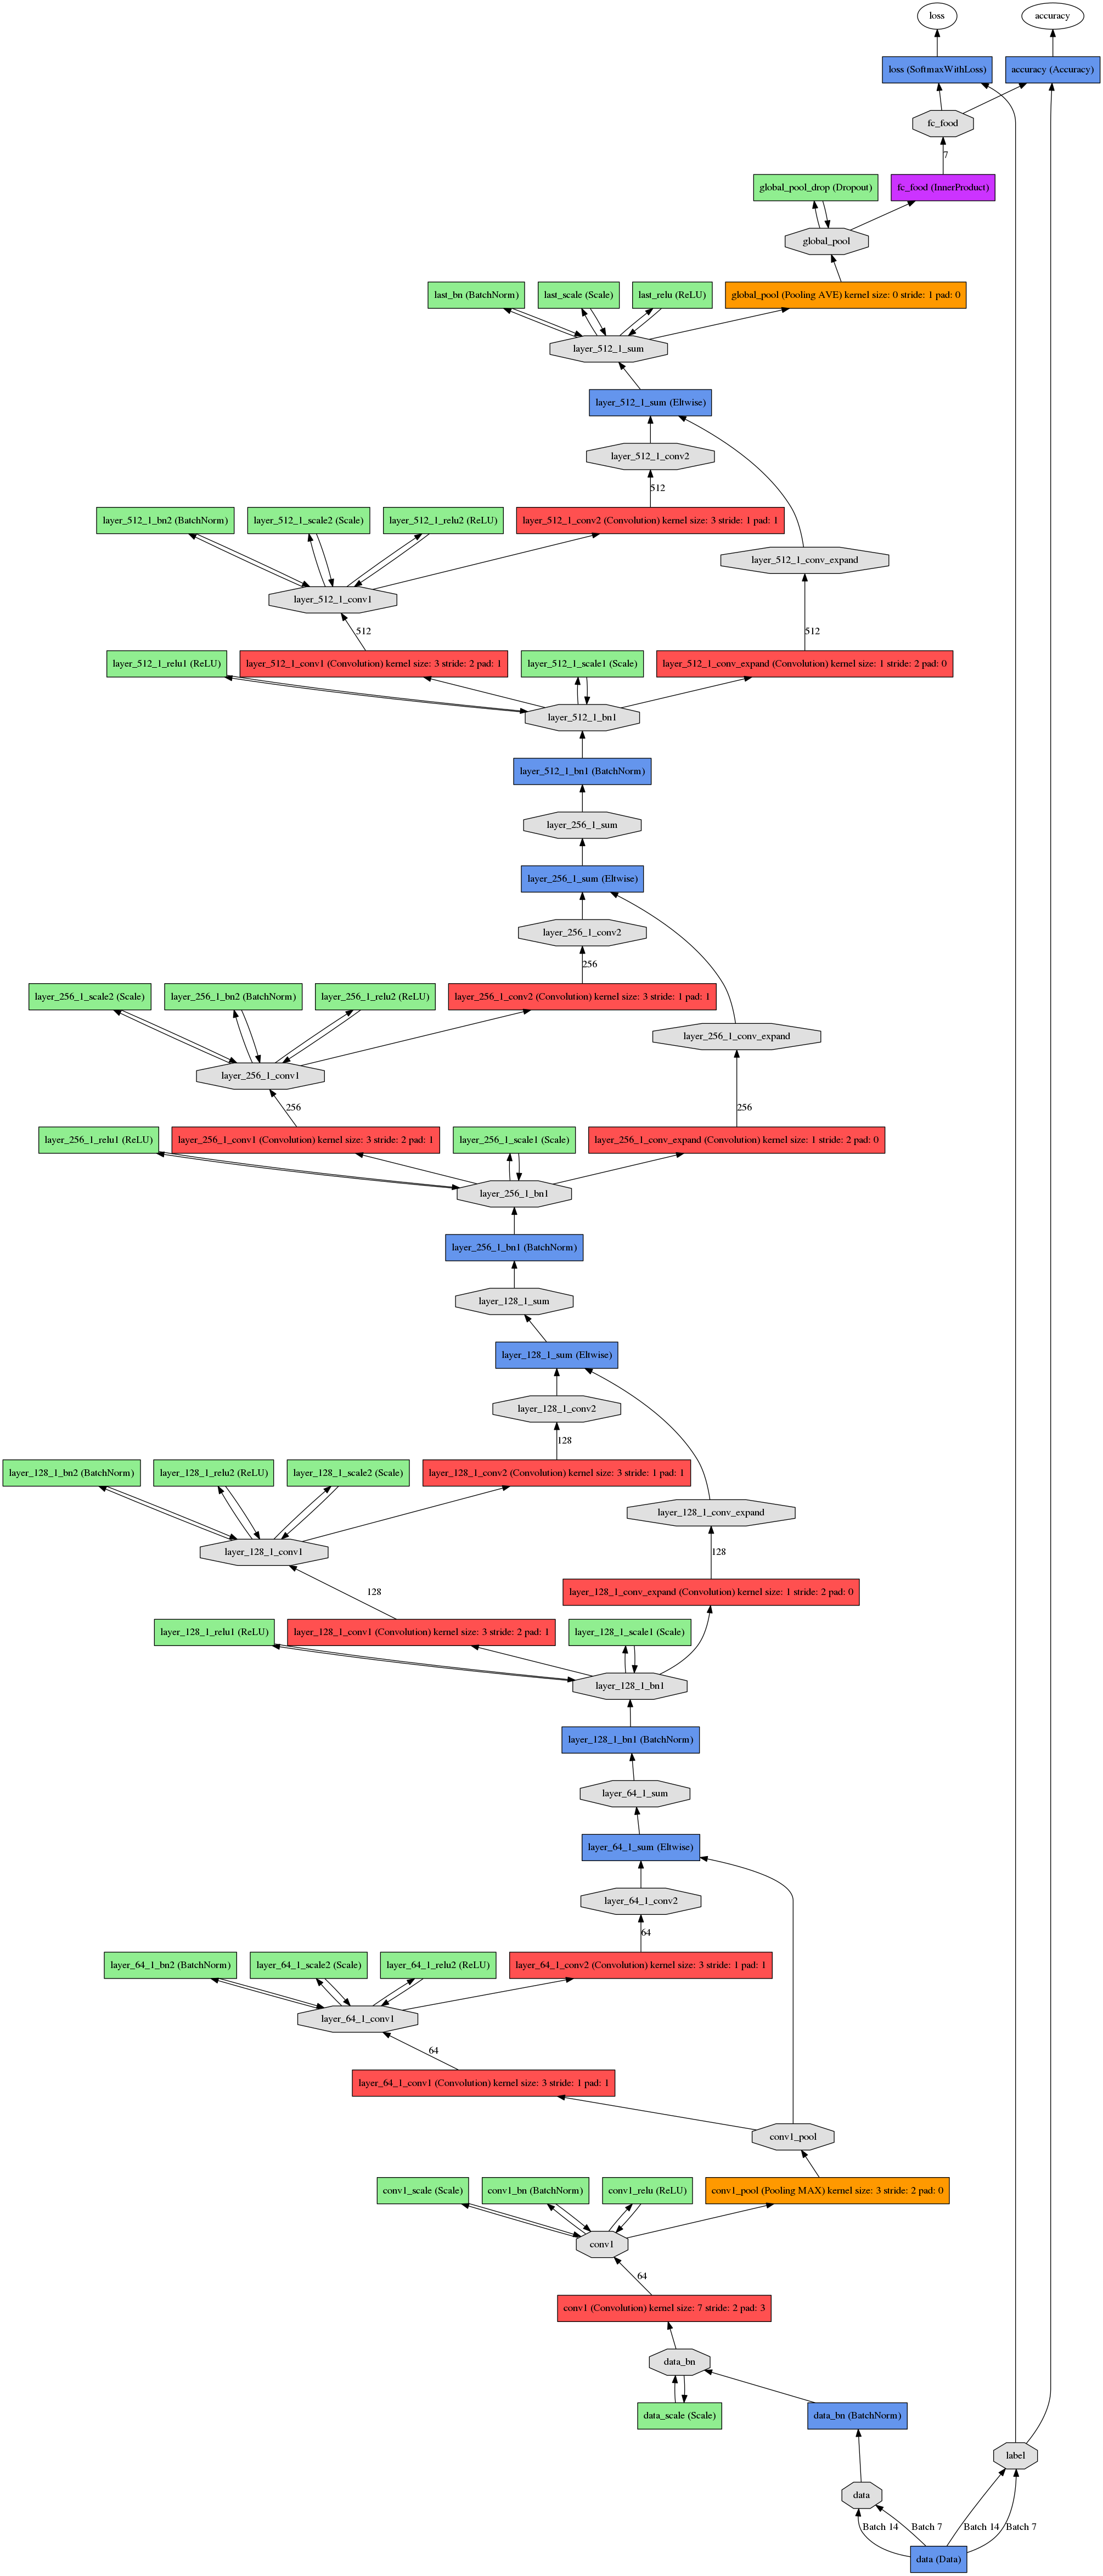 loss
accuracy
loss (SoftmaxWithLoss)
accuracy (Accuracy)
fc_food
7
global_pool_drop (Dropout)
fc_food (InnerProduct)
global_pool
last_bn (BatchNorm)
last_scale (Scale)
last_relu (ReLU)
global_pool (Pooling AVE) kernel size: 0 stride: 1 pad: 0
layer_512_1_sum
layer_512_1_sum (Eltwise)
layer_512_1_conv2
512
layer_512_1_bn2 (BatchNorm)
layer_512_1_scale2 (Scale)
layer_512_1_relu2 (ReLU)
layer_512_1_conv2 (Convolution) kernel size: 3 stride: 1 pad: 1
layer_512_1_conv_expand
layer_512_1_conv1
512
512
layer_512_1_relu1 (ReLU)
layer_512_1_conv1 (Convolution) kernel size: 3 stride: 2 pad: 1
layer_512_1_scale1 (Scale)
layer_512_1_conv_expand (Convolution) kernel size: 1 stride: 2 pad: 0
layer_512_1_bn1
layer_512_1_bn1 (BatchNorm)
layer_256_1_sum
layer_256_1_sum (Eltwise)
layer_256_1_conv2
256
layer_256_1_scale2 (Scale)
layer_256_1_bn2 (BatchNorm)
layer_256_1_relu2 (ReLU)
layer_256_1_conv2 (Convolution) kernel size: 3 stride: 1 pad: 1
layer_256_1_conv_expand
layer_256_1_conv1
256
256
layer_256_1_relu1 (ReLU)
layer_256_1_conv1 (Convolution) kernel size: 3 stride: 2 pad: 1
layer_256_1_scale1 (Scale)
layer_256_1_conv_expand (Convolution) kernel size: 1 stride: 2 pad: 0
layer_256_1_bn1
layer_256_1_bn1 (BatchNorm)
layer_128_1_sum
layer_128_1_sum (Eltwise)
layer_128_1_conv2
128
layer_128_1_bn2 (BatchNorm)
layer_128_1_relu2 (ReLU)
layer_128_1_scale2 (Scale)
layer_128_1_conv2 (Convolution) kernel size: 3 stride: 1 pad: 1
layer_128_1_conv_expand
layer_128_1_conv1
128
128
layer_128_1_conv_expand (Convolution) kernel size: 1 stride: 2 pad: 0
layer_128_1_relu1 (ReLU)
layer_128_1_conv1 (Convolution) kernel size: 3 stride: 2 pad: 1
layer_128_1_scale1 (Scale)
layer_128_1_bn1
layer_128_1_bn1 (BatchNorm)
layer_64_1_sum
layer_64_1_sum (Eltwise)
layer_64_1_conv2
64
layer_64_1_bn2 (BatchNorm)
layer_64_1_scale2 (Scale)
layer_64_1_relu2 (ReLU)
layer_64_1_conv2 (Convolution) kernel size: 3 stride: 1 pad: 1
layer_64_1_conv1
64
layer_64_1_conv1 (Convolution) kernel size: 3 stride: 1 pad: 1
conv1_pool
conv1_scale (Scale)
conv1_bn (BatchNorm)
conv1_relu (ReLU)
conv1_pool (Pooling MAX) kernel size: 3 stride: 2 pad: 0
conv1
64
conv1 (Convolution) kernel size: 7 stride: 2 pad: 3
data_bn
data_scale (Scale)
data_bn (BatchNorm)
label
data
Batch 14
Batch 7
Batch 14
Batch 7
data (Data)